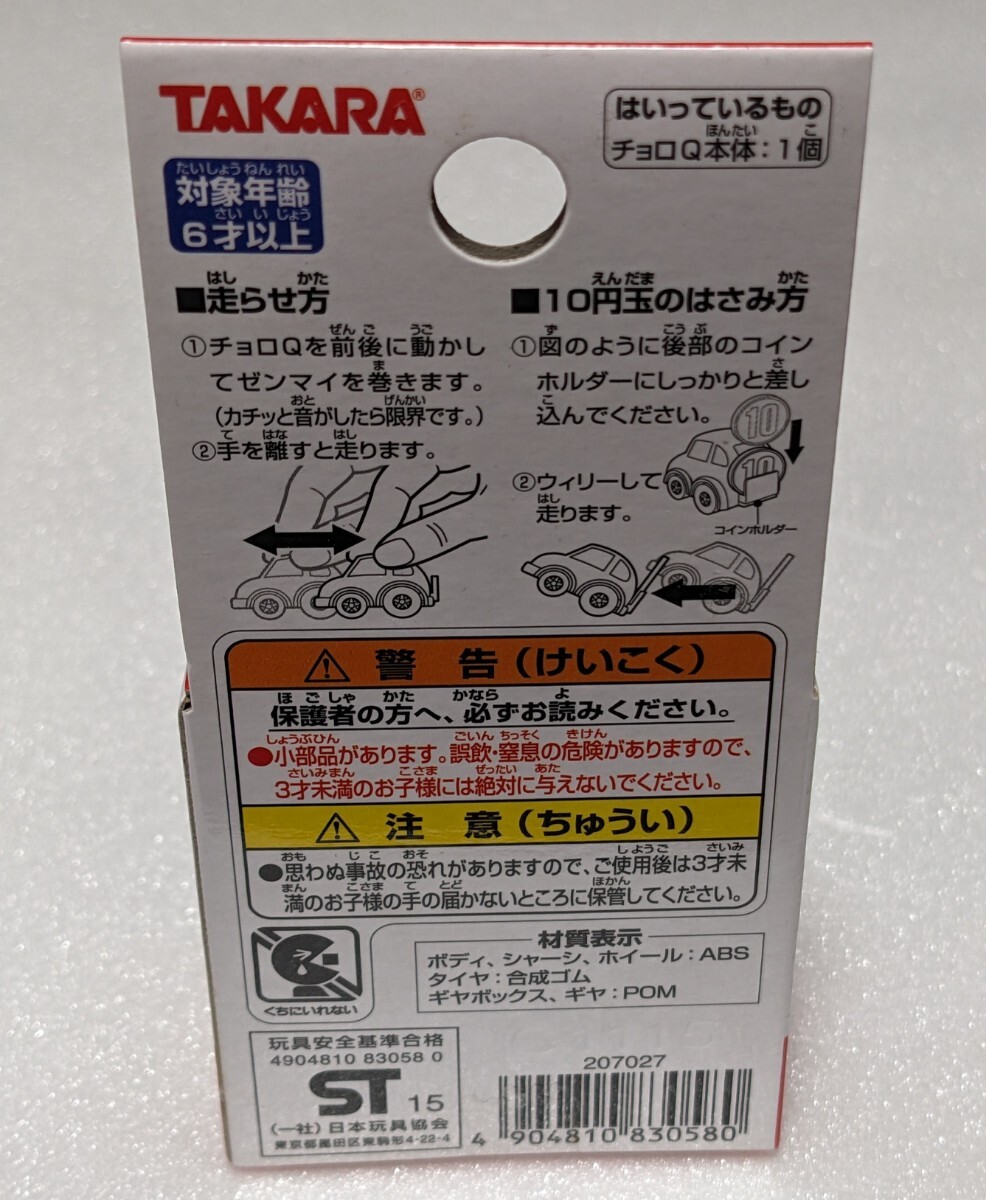 TAKARA®
はいっているもの
チョロQ本体:1個
対象年齢
6才以上
■走らせ方
①チョロQを前後に動かし
てゼンマイを巻きます。
(カチッと音がしたら限界です。)
②手を離すと走ります。
■10円玉のはさみ方
①図のように後部のコイン
ホルダーにしっかりと差し
込んでください。
10
10
②ウィリーして
走ります。
コインホルダー
警告(けいこく)
保護者の方へ、必ずお読みください。
●小部品があります。誤飲・窒息の危険がありますので、
3才未満のお子様には絶対に与えないでください。
注意(ちゅうい)
●思わぬ事故の恐れがありますので、ご使用後は3才未
満のお子様の手の届かないところに保管してください。
くちにいれない
材質表示
ボディ、シャーシ、ホイール:ABS
タイヤ:合成ゴム
ギヤボックス、ギヤ:POM
玩具安全基準合格
4904810 83058 0
ST 15
(一社)日本玩具協会
東京都墨田区東駒形4-22-4
207027
4 904810 830580